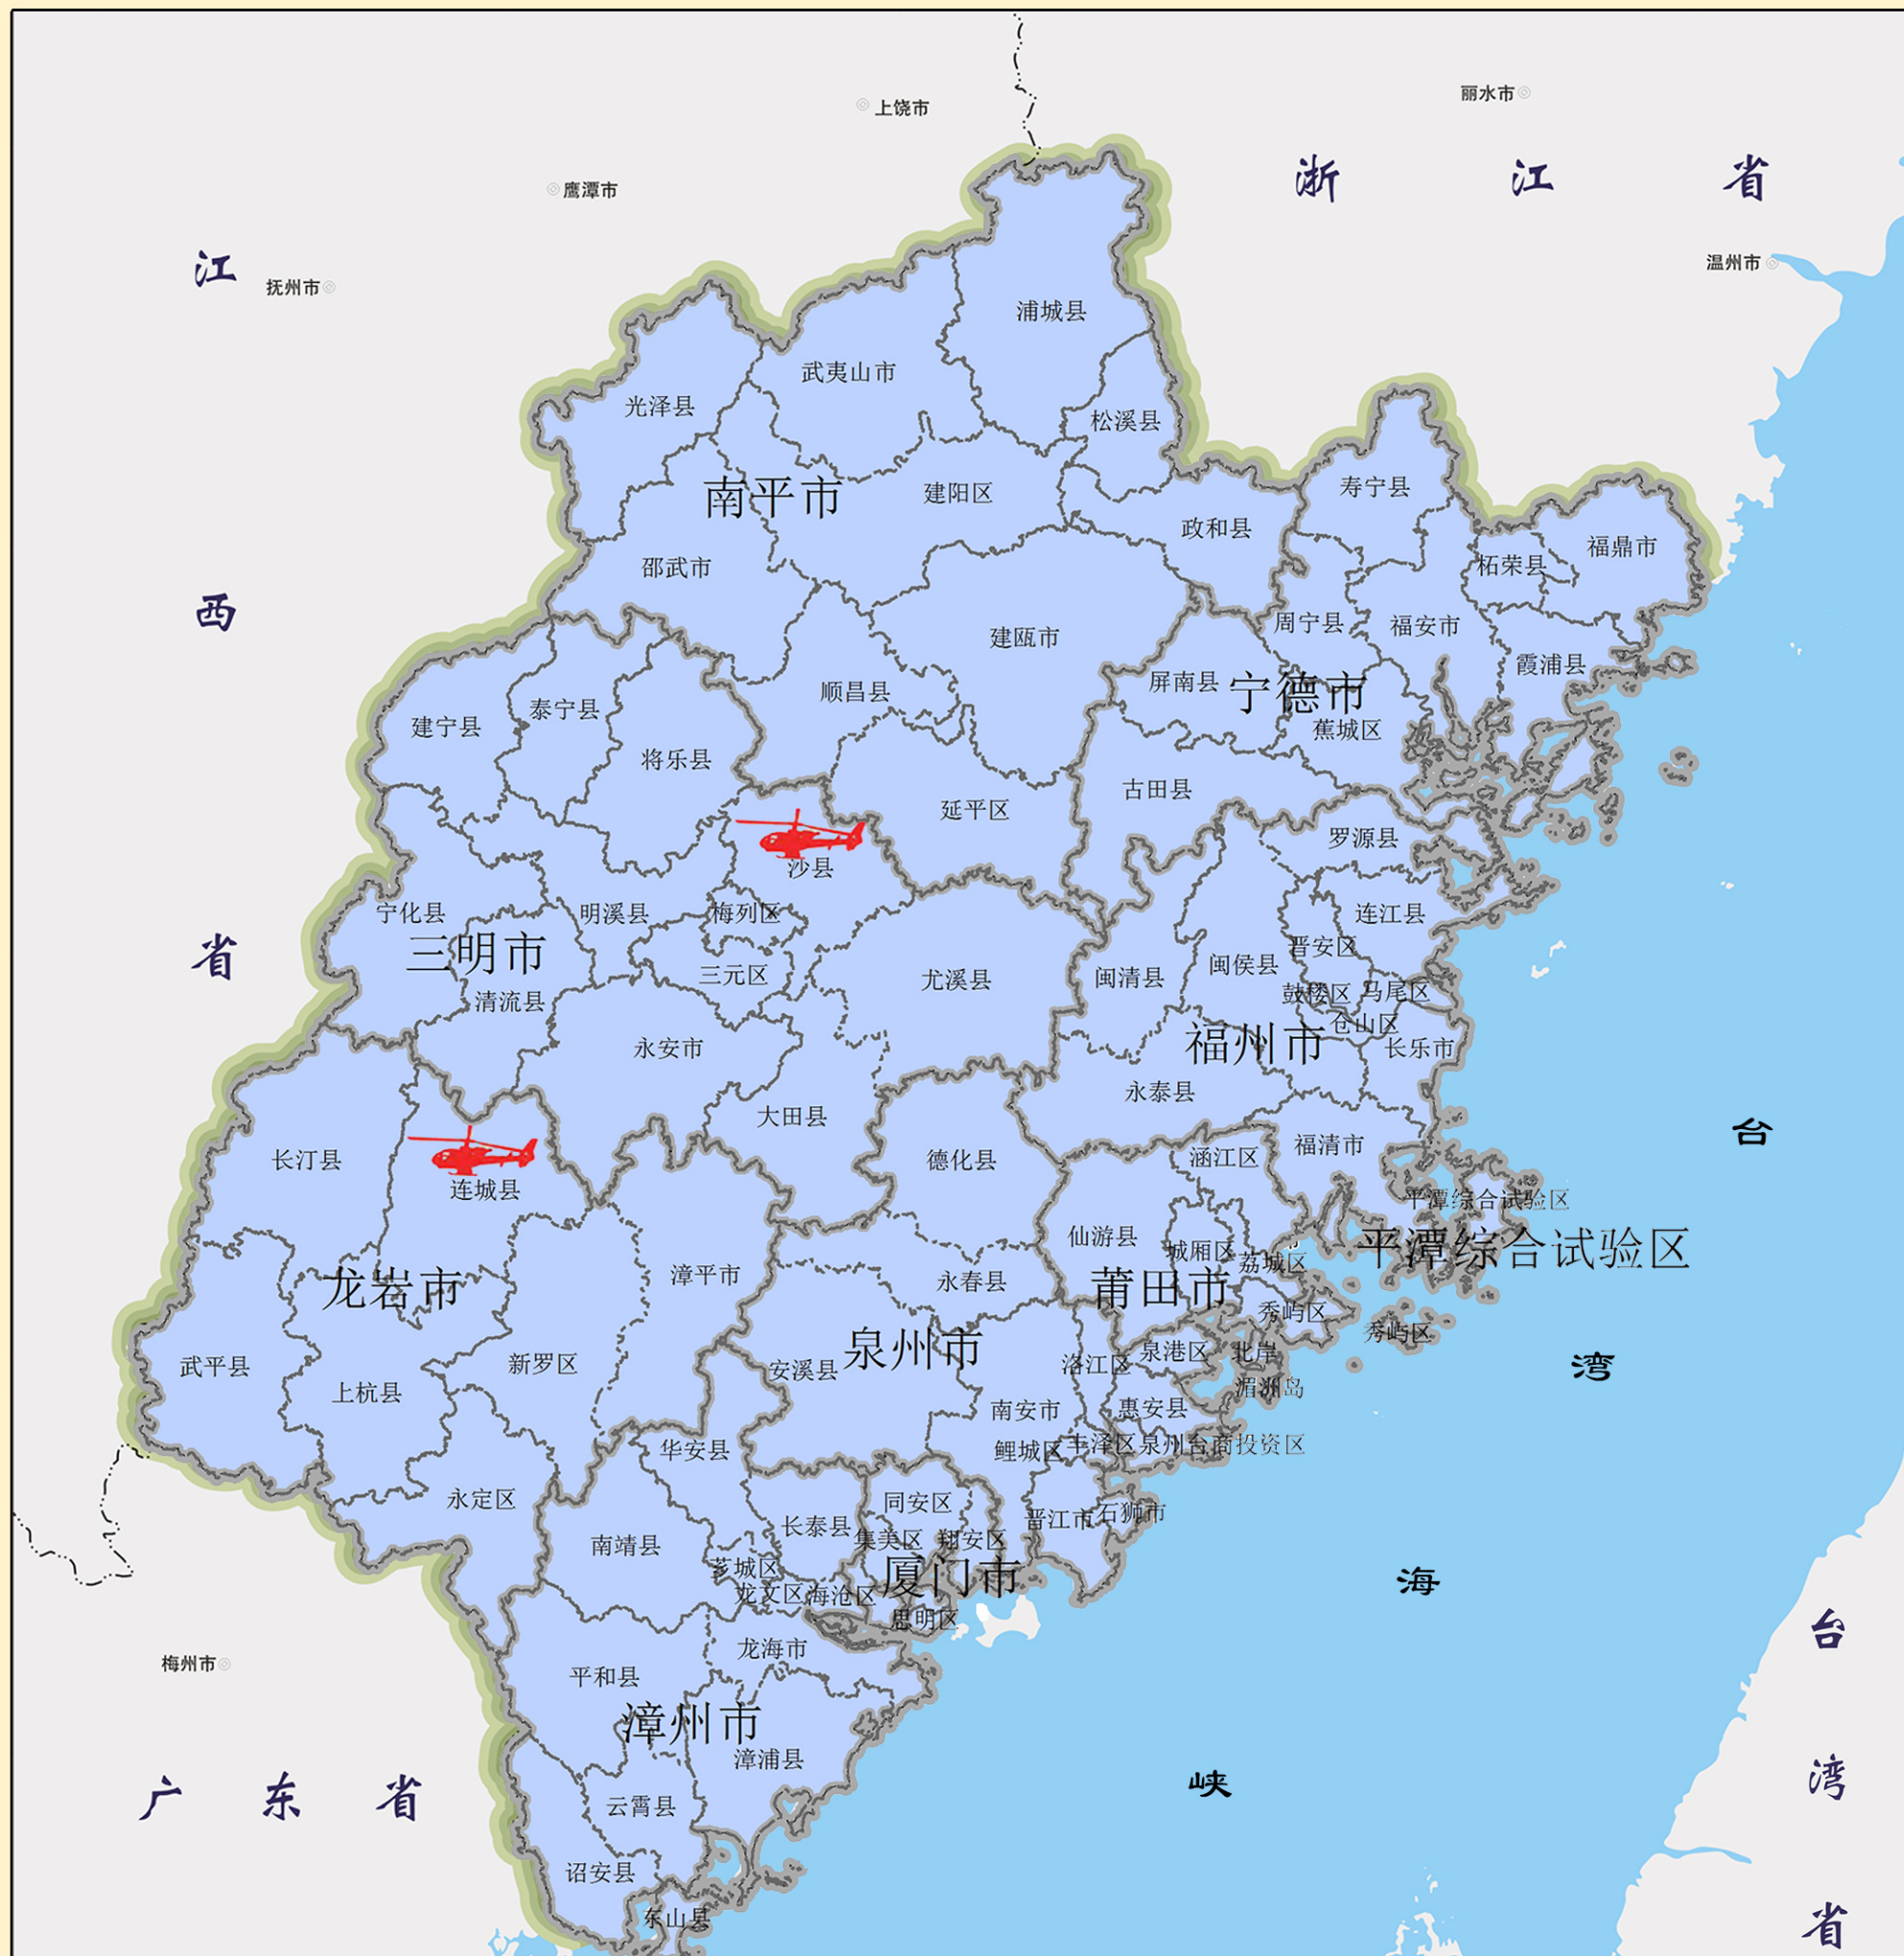 上饶市
丽水市
鹰潭市
浙江省
温州市
江西省
抚州市
浦城县
武夷山市
光泽县
松溪县
南平市
建阳区
寿宁县
政和县
福鼎市
柘荣县
邵武市
周宁县
福安市
建瓯市
霞浦县
屏南县
宁德市
顺昌县
泰宁县
建宁县
蕉城区
将乐县
古田县
延平区
罗源县
沙县
宁化县
明溪县
梅列区
连江县
晋安区
三明市
闽侯县
三元区
尤溪县
闽清县
鼓楼区
马尾区
清流县
仓山区
福州市
长乐市
永安市
永泰县
大田县
福清市
台湾海峡
长汀县
德化县
涵江区
连城县
平潭综合试验区
仙游县
城厢区
平潭综合试验区
荔城区
漳平市
永春县
龙岩市
莆田市
秀屿区
秀屿区
泉州市
泉港区
北岸
武平县
新罗区
安溪县
洛江区
湄洲岛
上杭县
南安市
惠安县
华安县
鲤城区
丰泽区
泉州台商投资区
永定区
同安区
石狮市
晋江市
长泰县
集美区
翔安区
南靖县
芗城区
厦门市
龙文区
海沧区
思明区
龙海市
梅州市
平和县
漳州市
漳浦县
广东省
云霄县
诏安县
东山县
台湾省